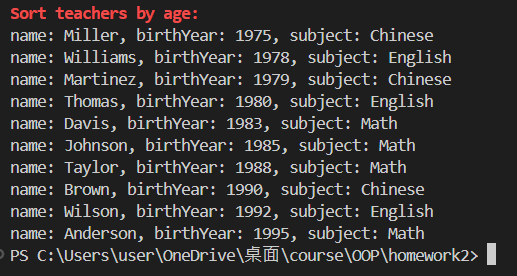 Sort teachers by age:
name: Miller, birthYear: 1975, subject: Chinese
name: Williams, birthYear: 1978, subject: English
name: Martinez, birthYear: 1979, subject: Chinese
name: Thomas, birthYear: 1980, subject: English
name: Davis, birthYear: 1983, subject: Math
name: Johnson, birthYear: 1985, subject: Math
name: Taylor, birthYear: 1988, subject: Math
name: Brown, birthYear: 1990, subject: Chinese
name: Wilson, birthYear: 1992, subject: English
name: Anderson, birthYear: 1995, subject: Math
PS C:\Users\user\OneDrive\桌面\course\OOP\homework2>